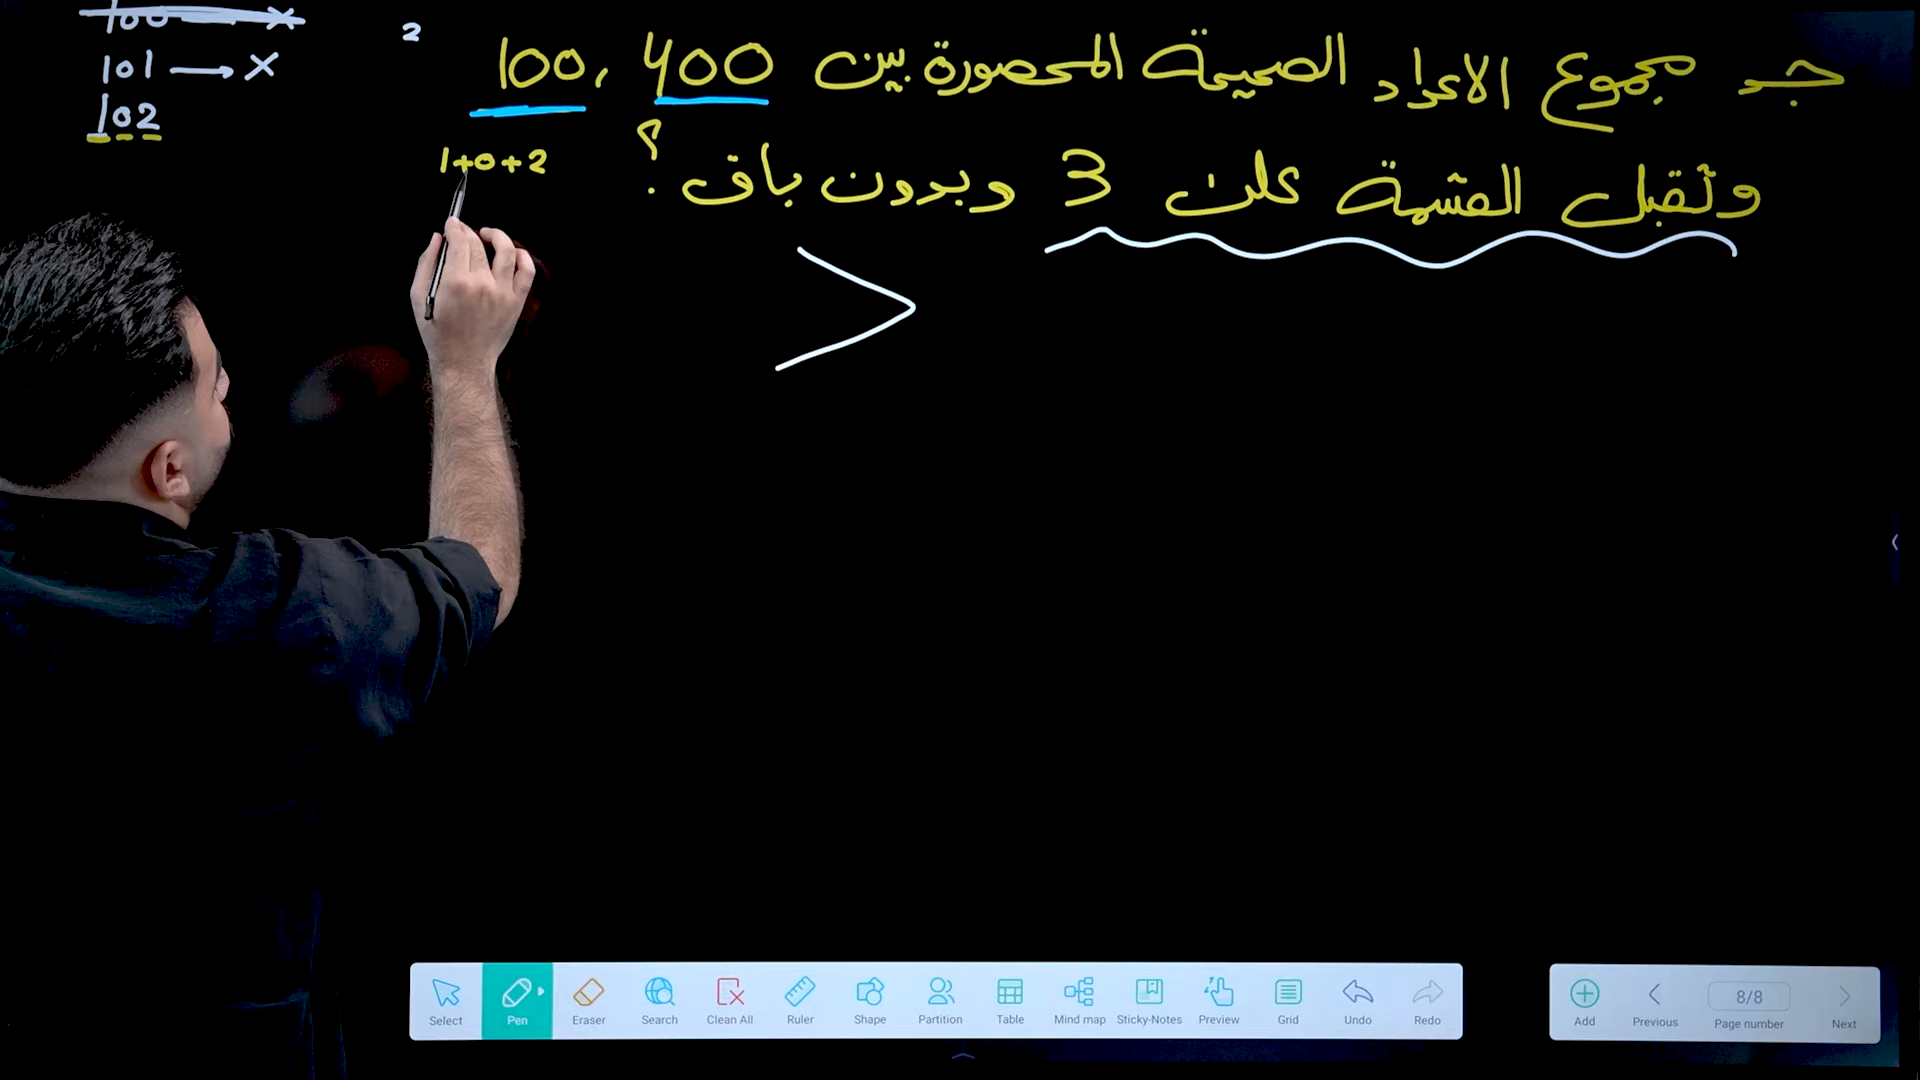 جد مجموع الاعداد الصحيحة المحصورة بين 400 , 100
وتقبل القسمة على 3 وبدون باقٍ ؟
2
100 — X
101 → X
102
1+0+2
Select
Pen
Eraser
Search
Clean All
Ruler
Shape
Partition
Table
Mind map
Sticky-Notes
Preview
Grid
Undo
Redo
Add
Previous
8/8
Page number
Next